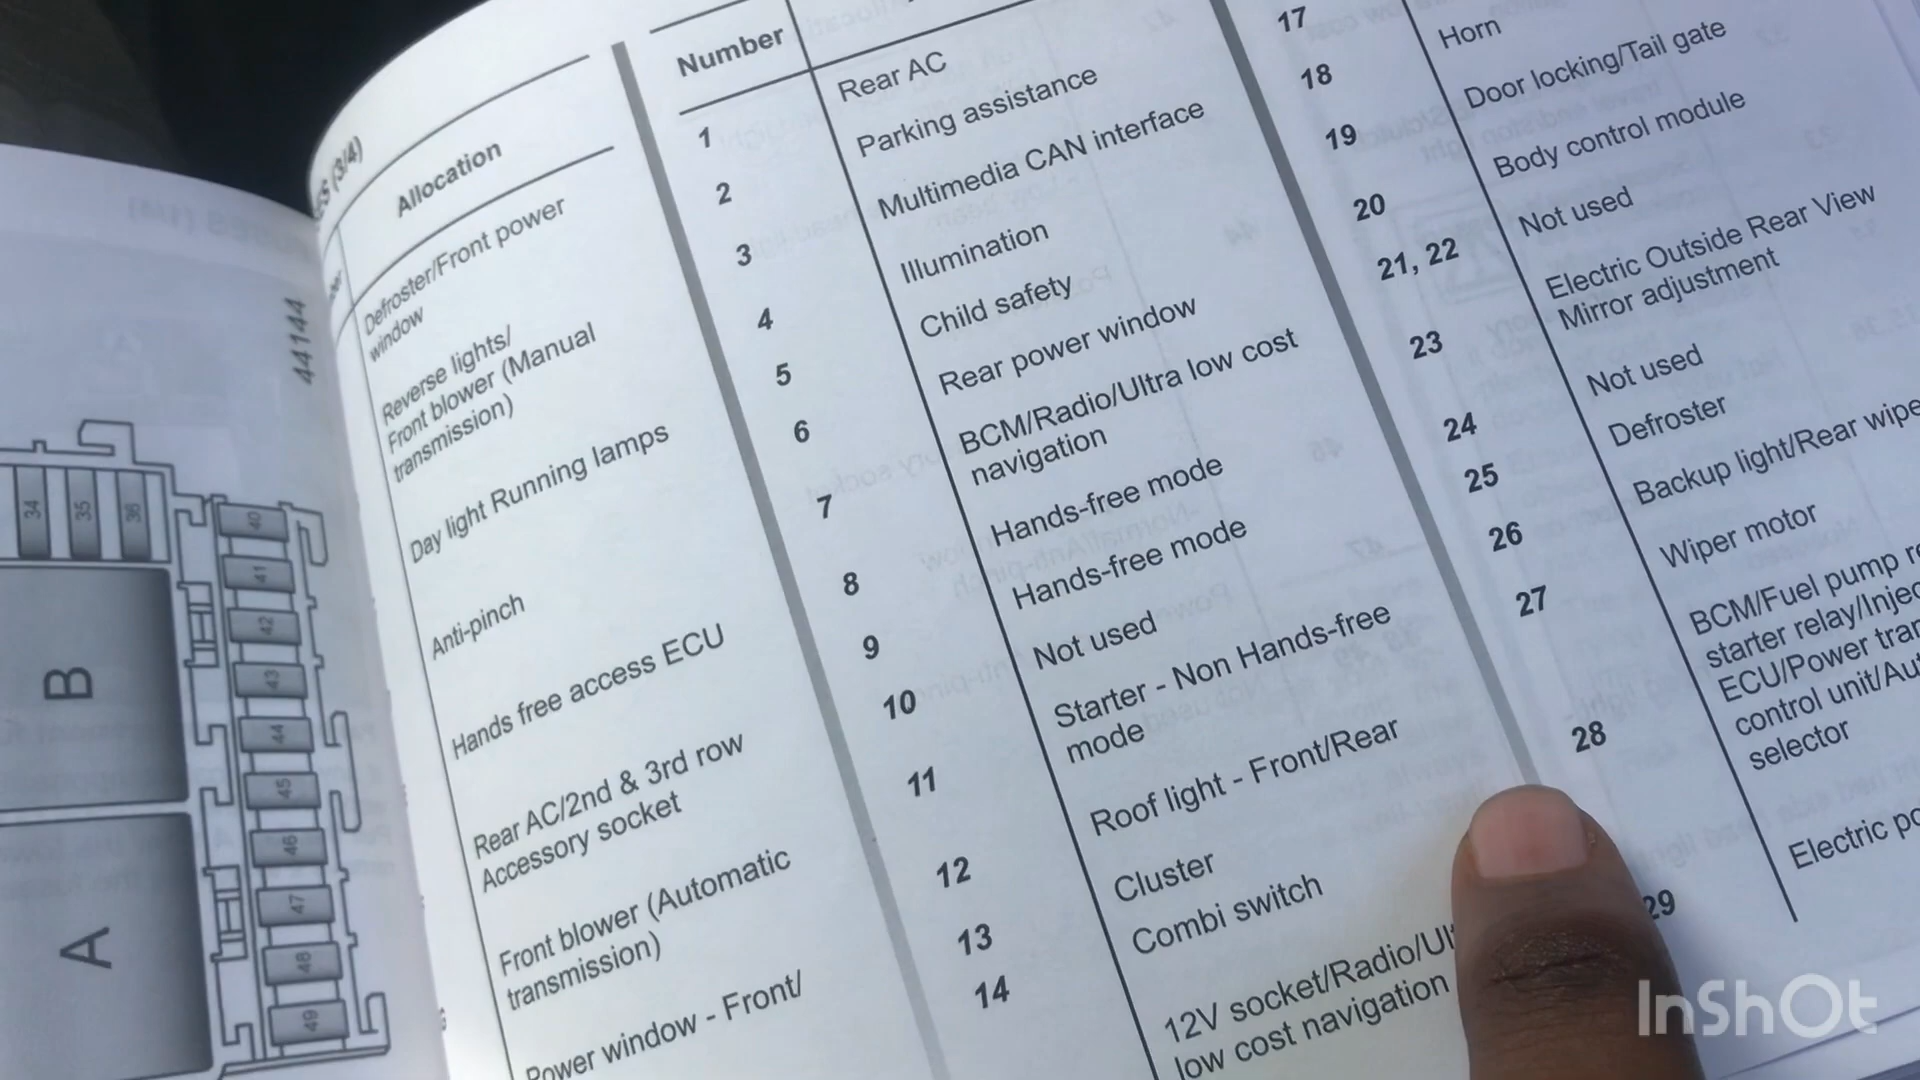 34
35
36
40
41
42
43
44
45
46
47
48
49
B
A
44144
(3/4)
Allocation
Defroster/Front power
window
Reverse lights/
Front blower (Manual
transmission)
Day light Running lamps
Anti-pinch
Hands free access ECU
Rear AC/2nd & 3rd row
Accessory socket
Front blower (Automatic
transmission)
Power window - Front/
Number
1
Rear AC
2
Parking assistance
3
Multimedia CAN interface
4
Illumination
5
Child safety
6
Rear power window
7
BCM/Radio/Ultra low cost
navigation
8
Hands-free mode
9
Hands-free mode
10
Not used
11
Starter - Non Hands-free
mode
12
Roof light - Front/Rear
13
Cluster
14
Combi switch
12V socket/Radio/Ul
low cost navigation
17
Horn
18
Door locking/Tail gate
19
Body control module
20
Not used
21, 22
Electric Outside Rear View
Mirror adjustment
23
Not used
24
Defroster
25
Backup light/Rear wipe
26
Wiper motor
27
BCM/Fuel pump re
starter relay/Injec
ECU/Power tran
control unit/Au
selector
28
Electric po
29
InShOt